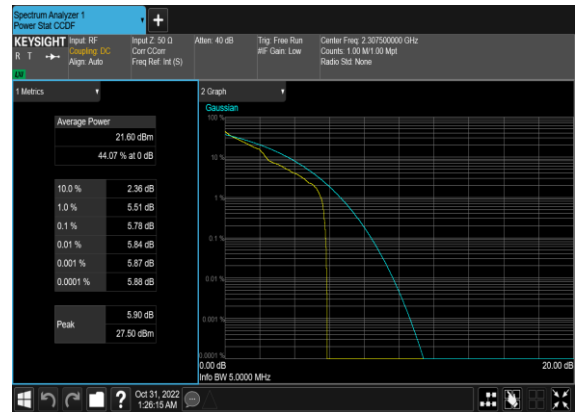 Spectrum Analyzer 1
Power Stat CCDF
KEYSIGHT
R T
LXI
Input: RF
Coupling: DC
Align: Auto
Input Z: 50 Ω
Corr CCorr
Freq Ref: Int (S)
Atten: 40 dB
Trig: Free Run
#IF Gain: Low
Center Freq: 2.307500000 GHz
Counts: 1.00 M/1.00 Mpt
Radio Std: None
1 Metrics
Average Power
21.60 dBm
44.07 % at 0 dB
10.0 % 2.36 dB
1.0 % 5.51 dB
0.1 % 5.78 dB
0.01 % 5.84 dB
0.001 % 5.87 dB
0.0001 % 5.88 dB
Peak
5.90 dB
27.50 dBm
2 Graph
Gaussian
100 %
10 %
1 %
0.1 %
0.01 %
0.001 %
0.0001 %
0.00 dB
20.00 dB
Info BW 5.0000 MHz
?
Oct 31, 2022
1:26:15 AM